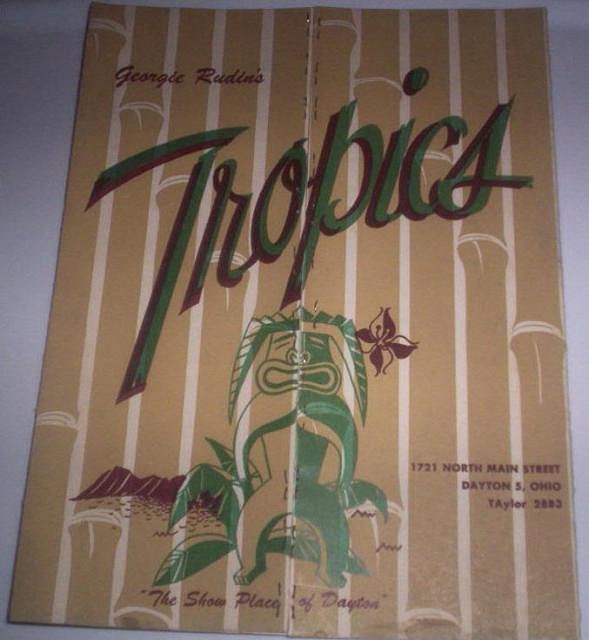 Georgie Rudin's
Tropics
1721 NORTH MAIN STREET
DAYTON 5, OHIO
TAylor 2883
"The Show Place of Dayton"